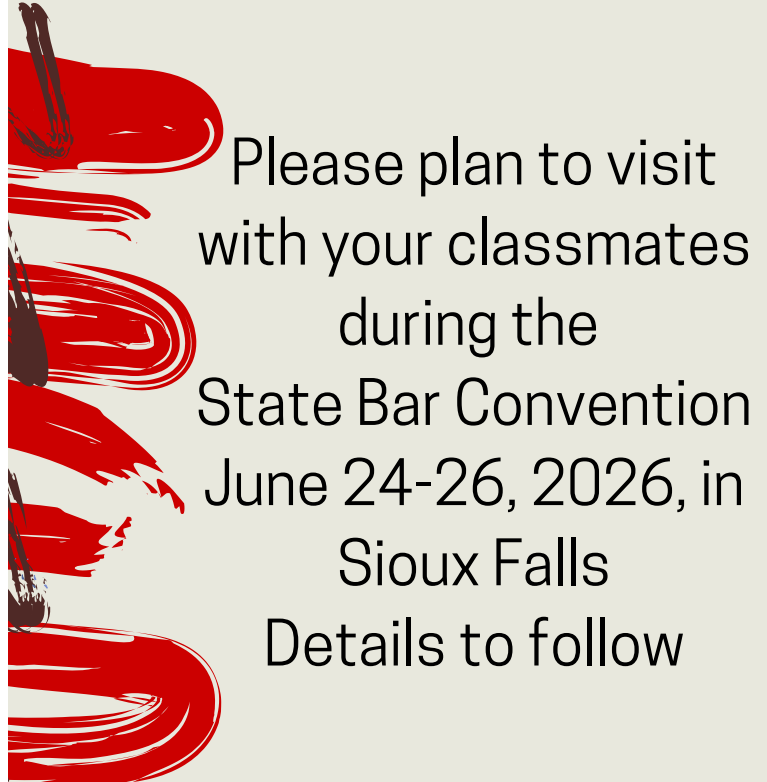 Please plan to visit
with your classmates
during the
State Bar Convention
June 24-26, 2026, in
Sioux Falls
Details to follow